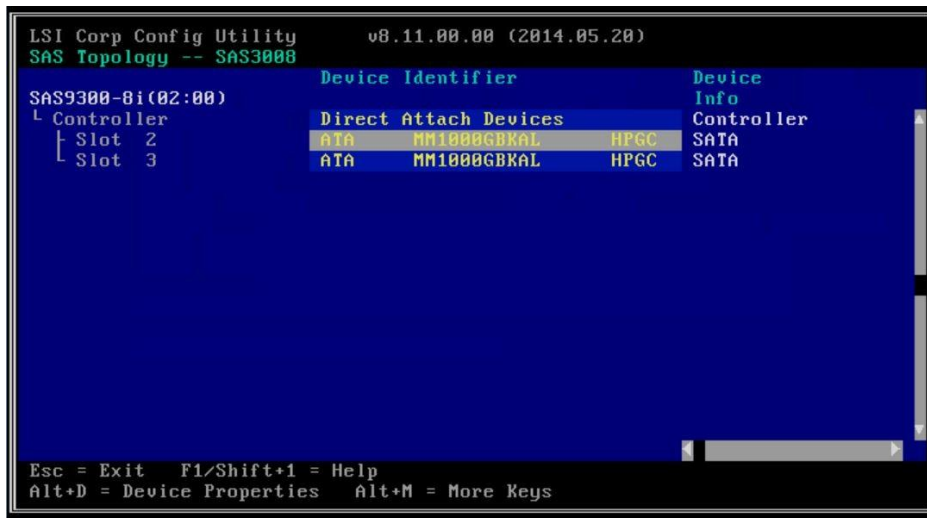 LSI Corp Config Utility v8.11.00.00 (2014.05.20)
SAS Topology -- SAS3008
Device Identifier Device
SAS9300-8i(02:00) Info
Controller Direct Attach Devices Controller
Slot 2 ATA MM1000GBKAL HPGC SATA
Slot 3 ATA MM1000GBKAL HPGC SATA
Esc = Exit F1/Shift+1 = Help
Alt+D = Device Properties Alt+M = More Keys